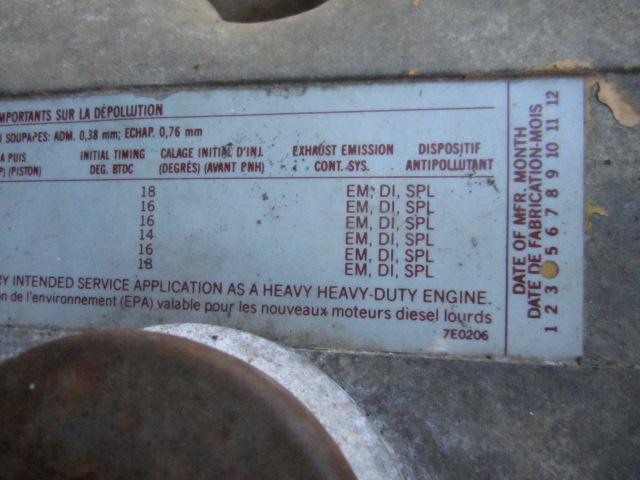 IMPORTANTS SUR LA DÉPOLLUTION
SOUPAPES: ADM. 0,38 mm; ECHAP. 0,76 mm
A PUIS
(PISTON)
INITIAL TIMING
DEG. BTDC
CALAGE INITIAL D'INJ.
(DEGRÉS) (AVANT PNH)
EXHAUST EMISSION
CONT. SYS.
DISPOSITIF
ANTIPOLLUTANT
18 EM, DI, SPL
16 EM, DI, SPL
16 EM, DI, SPL
14 EM, DI, SPL
16 EM, DI, SPL
18 EM, DI, SPL
RY INTENDED SERVICE APPLICATION AS A HEAVY HEAVY-DUTY ENGINE.
on de l'environnement (EPA) valable pour les nouveaux moteurs diesel lourds
7E0206
DATE OF MFR. MONTH
DATE DE FABRICATION-MOIS
1 2 3 5 6 7 8 9 10 11 12